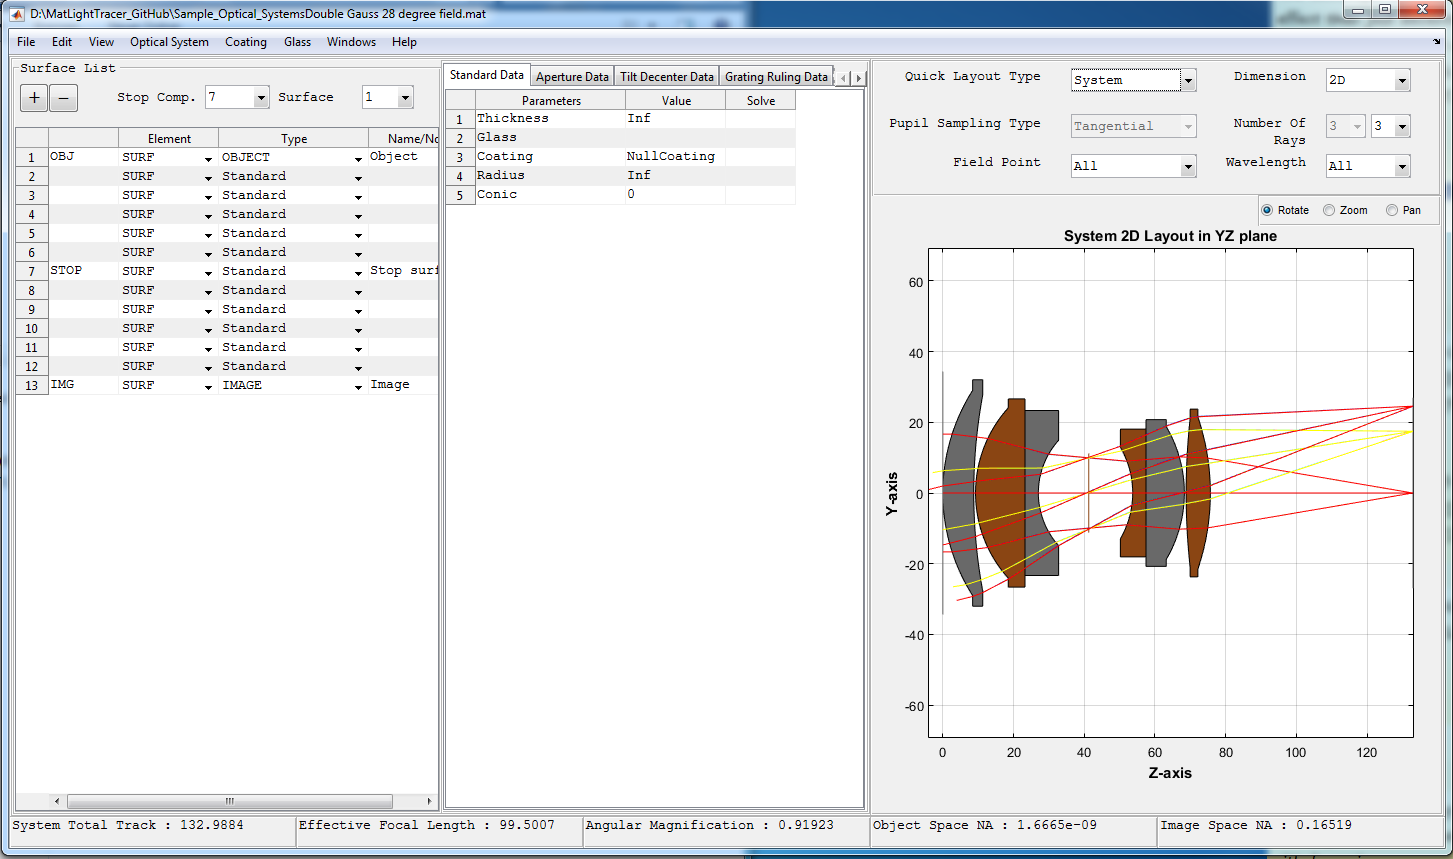 D:\MatLightTracer_GitHub\Sample_Optical_SystemsDouble Gauss 28 degree field.mat
File Edit View Optical System Coating Glass Windows Help
Surface List
+ − Stop Comp. 7 Surface 1
Element Type Name/No
1 OBJ SURF OBJECT Object
2 SURF Standard
3 SURF Standard
4 SURF Standard
5 SURF Standard
6 SURF Standard
7 STOP SURF Standard Stop surf
8 SURF Standard
9 SURF Standard
10 SURF Standard
11 SURF Standard
12 SURF Standard
13 IMG SURF IMAGE Image
Standard Data Aperture Data Tilt Decenter Data Grating Ruling Data
Parameters Value Solve
1 Thickness Inf
2 Glass
3 Coating NullCoating
4 Radius Inf
5 Conic 0
Quick Layout Type System Dimension 2D
Pupil Sampling Type Tangential Number Of Rays 3 3
Field Point All Wavelength All
Rotate Zoom Pan
System 2D Layout in YZ plane
60
40
20
0
-20
-40
-60
Y-axis
0 20 40 60 80 100 120
Z-axis
System Total Track : 132.9884 Effective Focal Length : 99.5007 Angular Magnification : 0.91923 Object Space NA : 1.6665e-09 Image Space NA : 0.16519